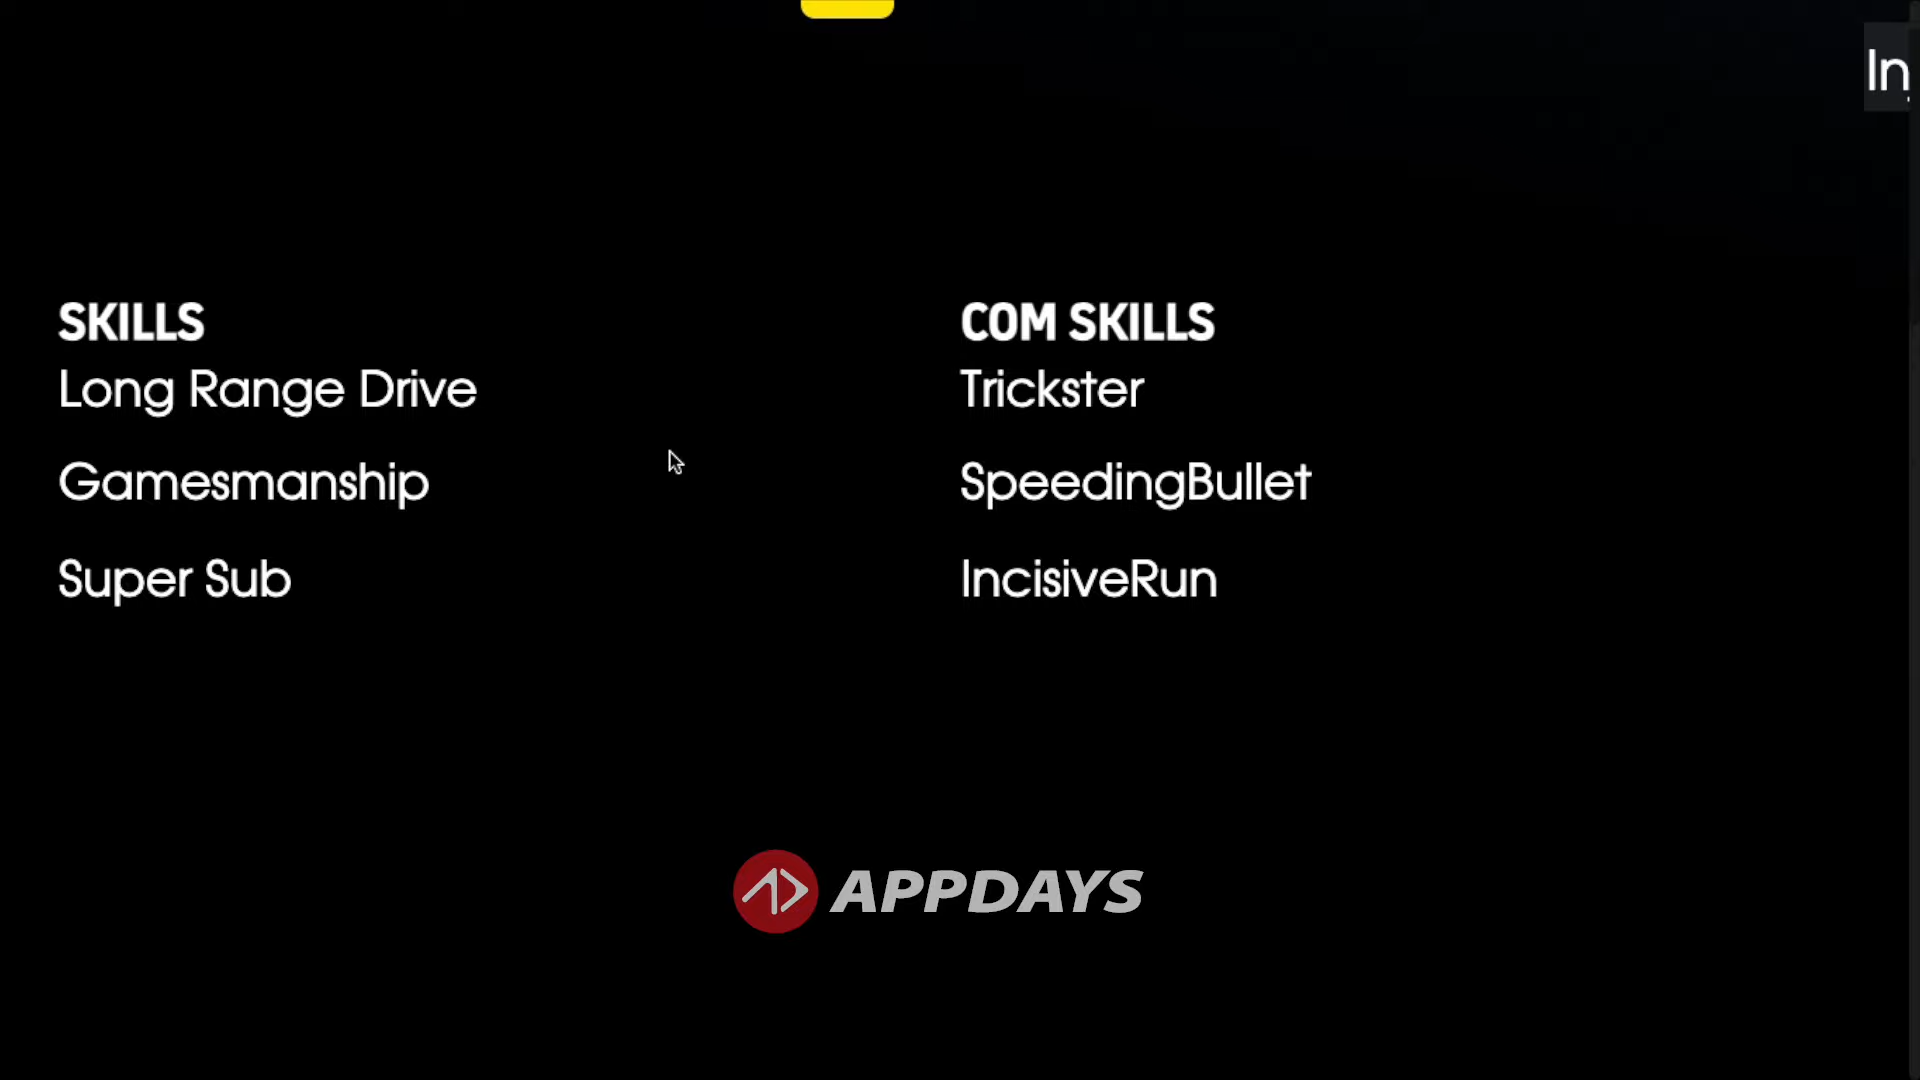 SKILLS
Long Range Drive
Gamesmanship
Super Sub
COM SKILLS
Trickster
SpeedingBullet
IncisiveRun
APPDAYS